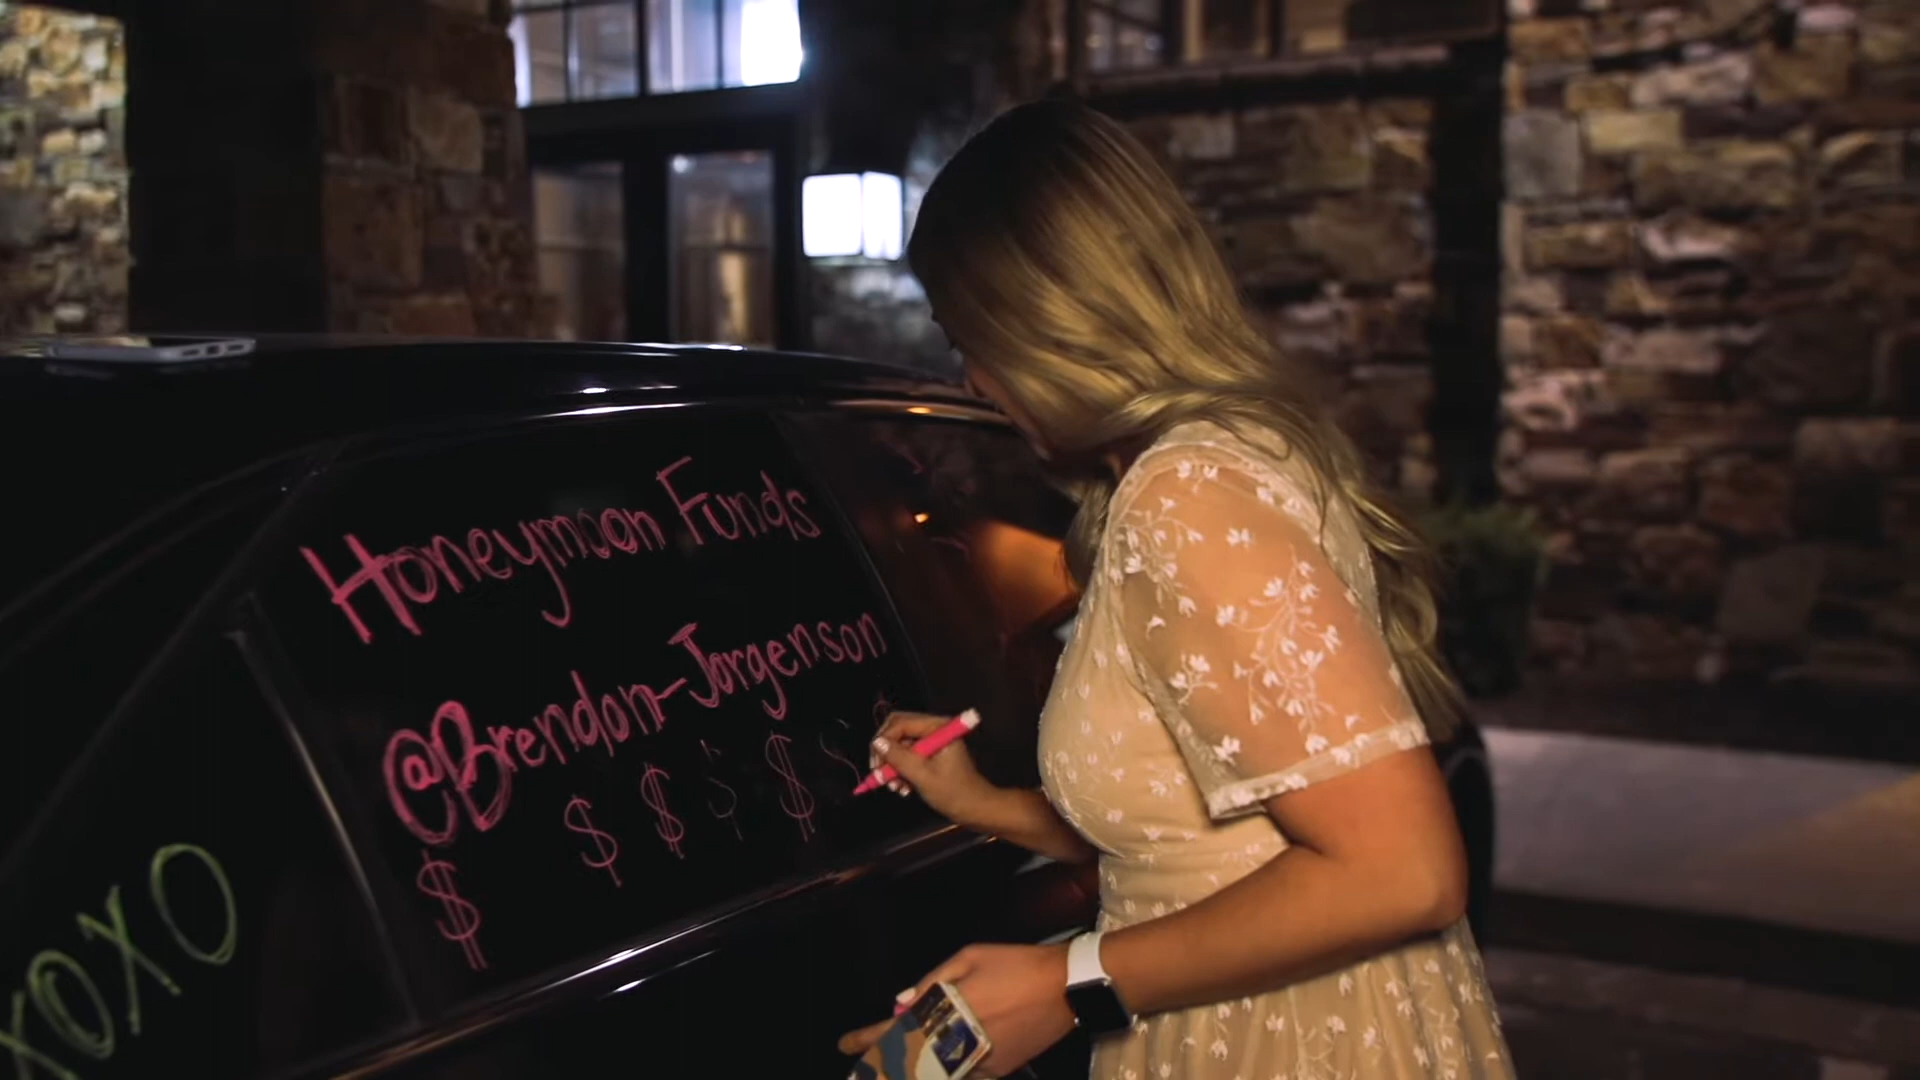 Honeymoon Funds
@Brendon-Jorgenson
$ $ $ $ $ $
XOXO